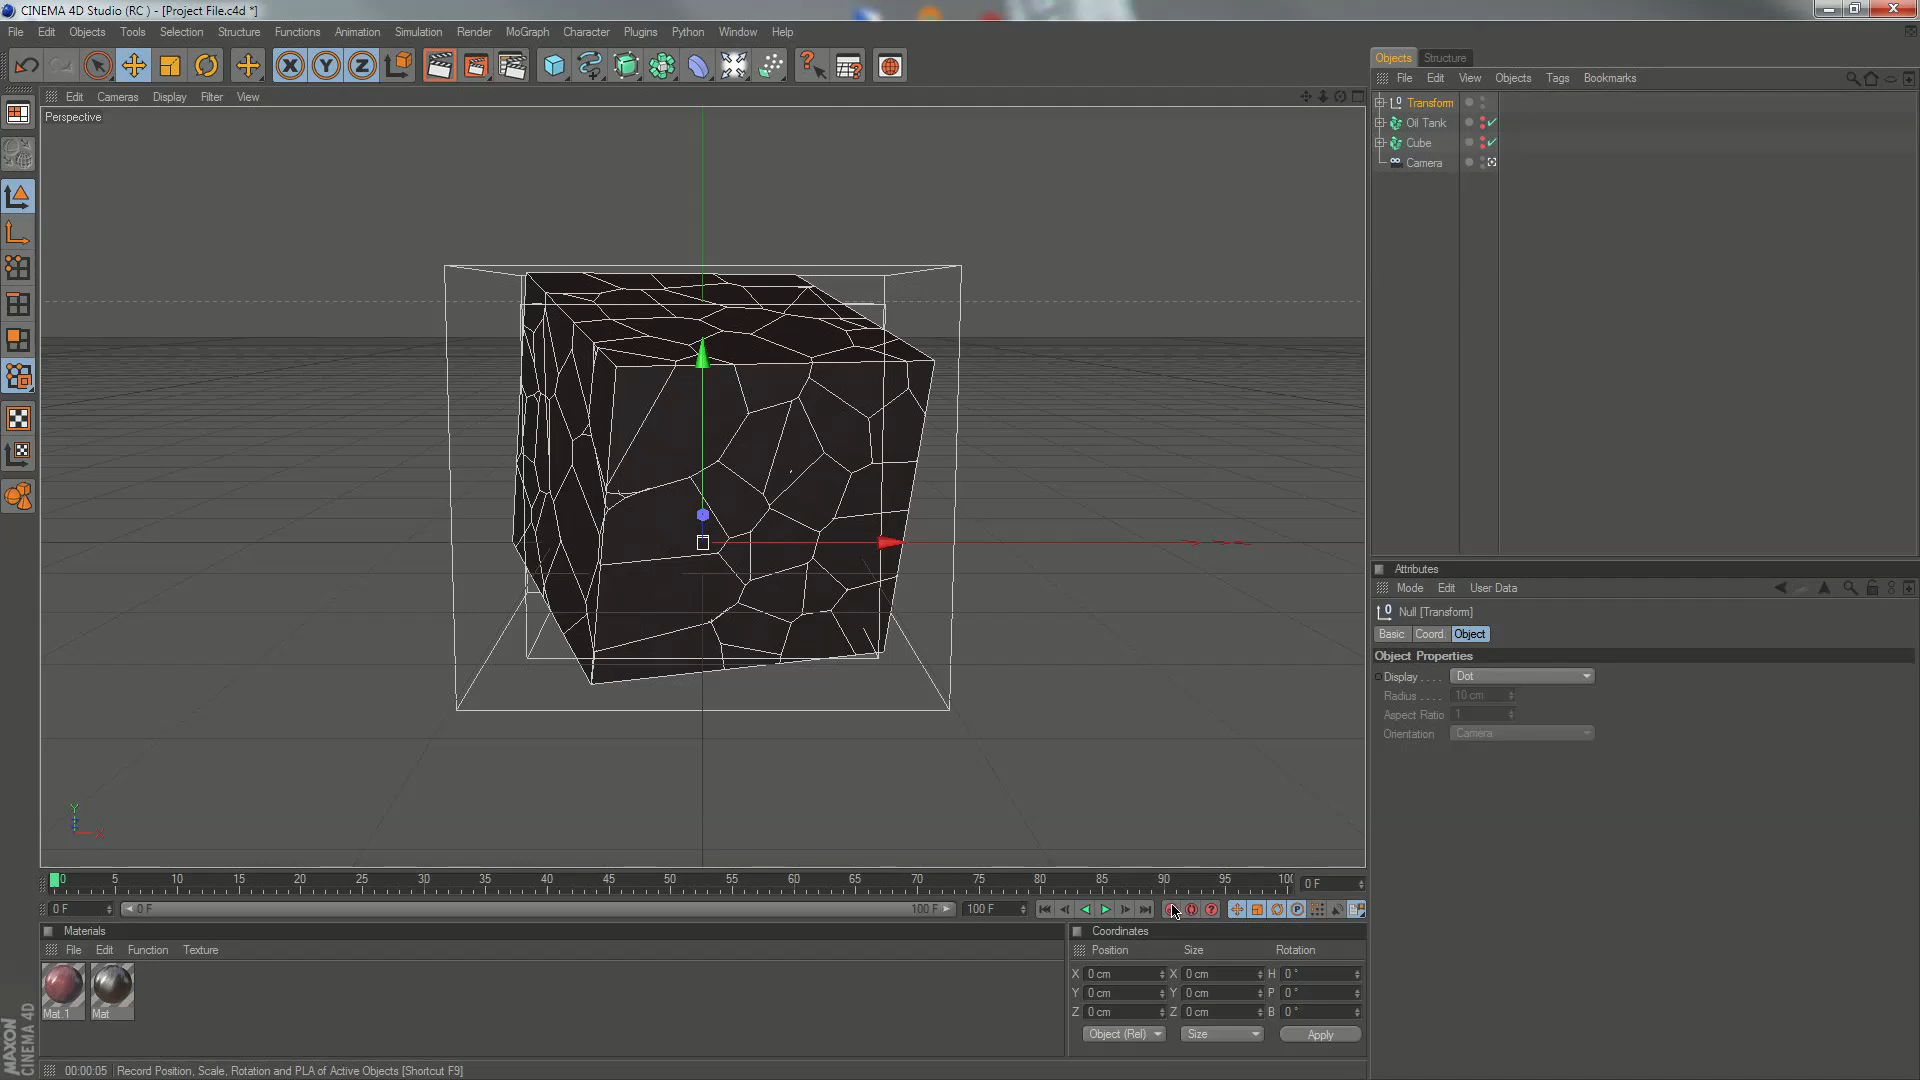 CINEMA 4D Studio (RC ) - [Project File.c4d *]
File Edit Objects Tools Selection Structure Functions Animation Simulation Render MoGraph Character Plugins Python Window Help
Objects Structure
File Edit View Objects Tags Bookmarks
Edit Cameras Display Filter View
Perspective
Transform
Oil Tank
Cube
Camera
Attributes
Mode Edit User Data
Null [Transform]
Basic Coord. Object
Object Properties
Display . . . . Dot
Radius . . . . 10 cm
Aspect Ratio 1
Orientation Camera
Y
X
0 5 10 15 20 25 30 35 40 45 50 55 60 65 70 75 80 85 90 95 100 0 F
0 F 0 F 100 F 100 F
Materials
File Edit Function Texture
Mat.1 Mat
Coordinates
Position Size Rotation
X 0 cm X 0 cm H 0 °
Y 0 cm Y 0 cm P 0 °
Z 0 cm Z 0 cm B 0 °
Object (Rel) Size Apply
MAXON
CINEMA 4D
00:00:05 Record Position, Scale, Rotation and PLA of Active Objects [Shortcut F9]